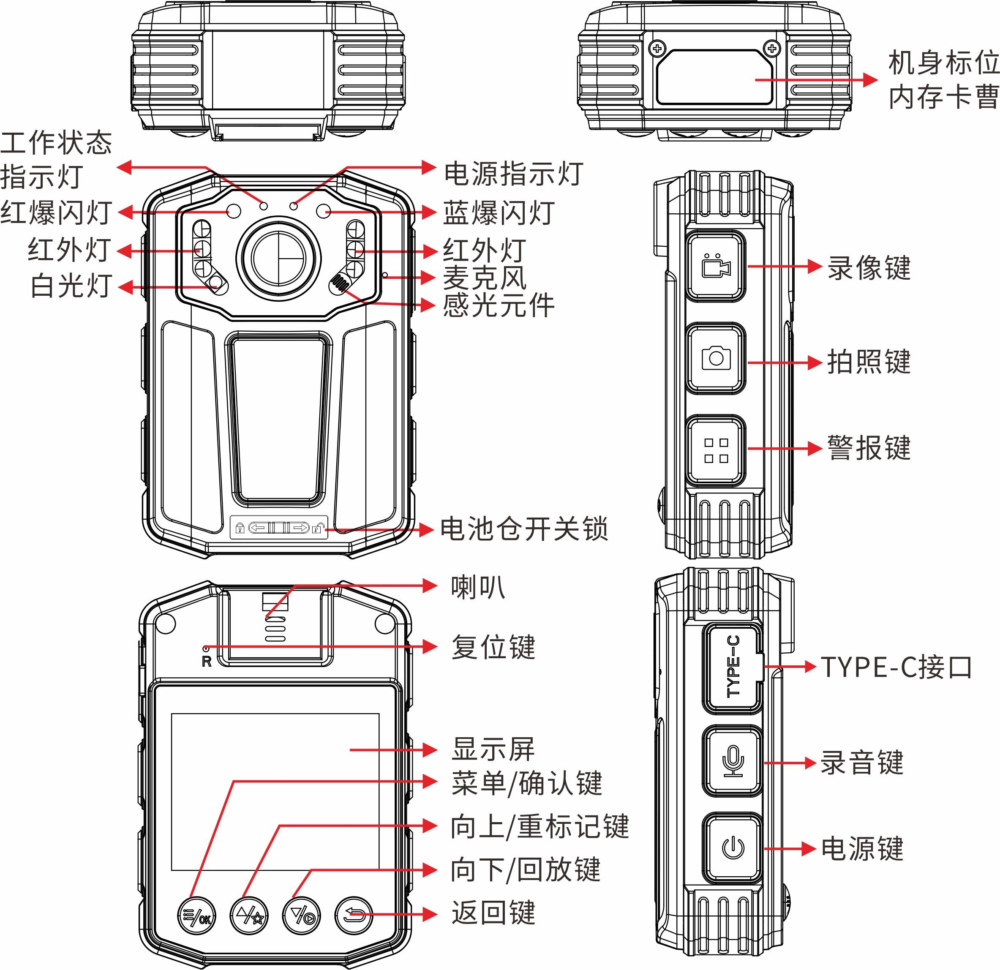 机身标位
内存卡曹
工作状态
指示灯
电源指示灯
红爆闪灯
蓝爆闪灯
红外灯
红外灯
白光灯
麦克风
感光元件
录像键
拍照键
警报键
电池仓开关锁
喇叭
复位键
R
TYPE-C
TYPE-C接口
显示屏
录音键
菜单/确认键
向上/重标记键
电源键
向下/回放键
返回键
OK